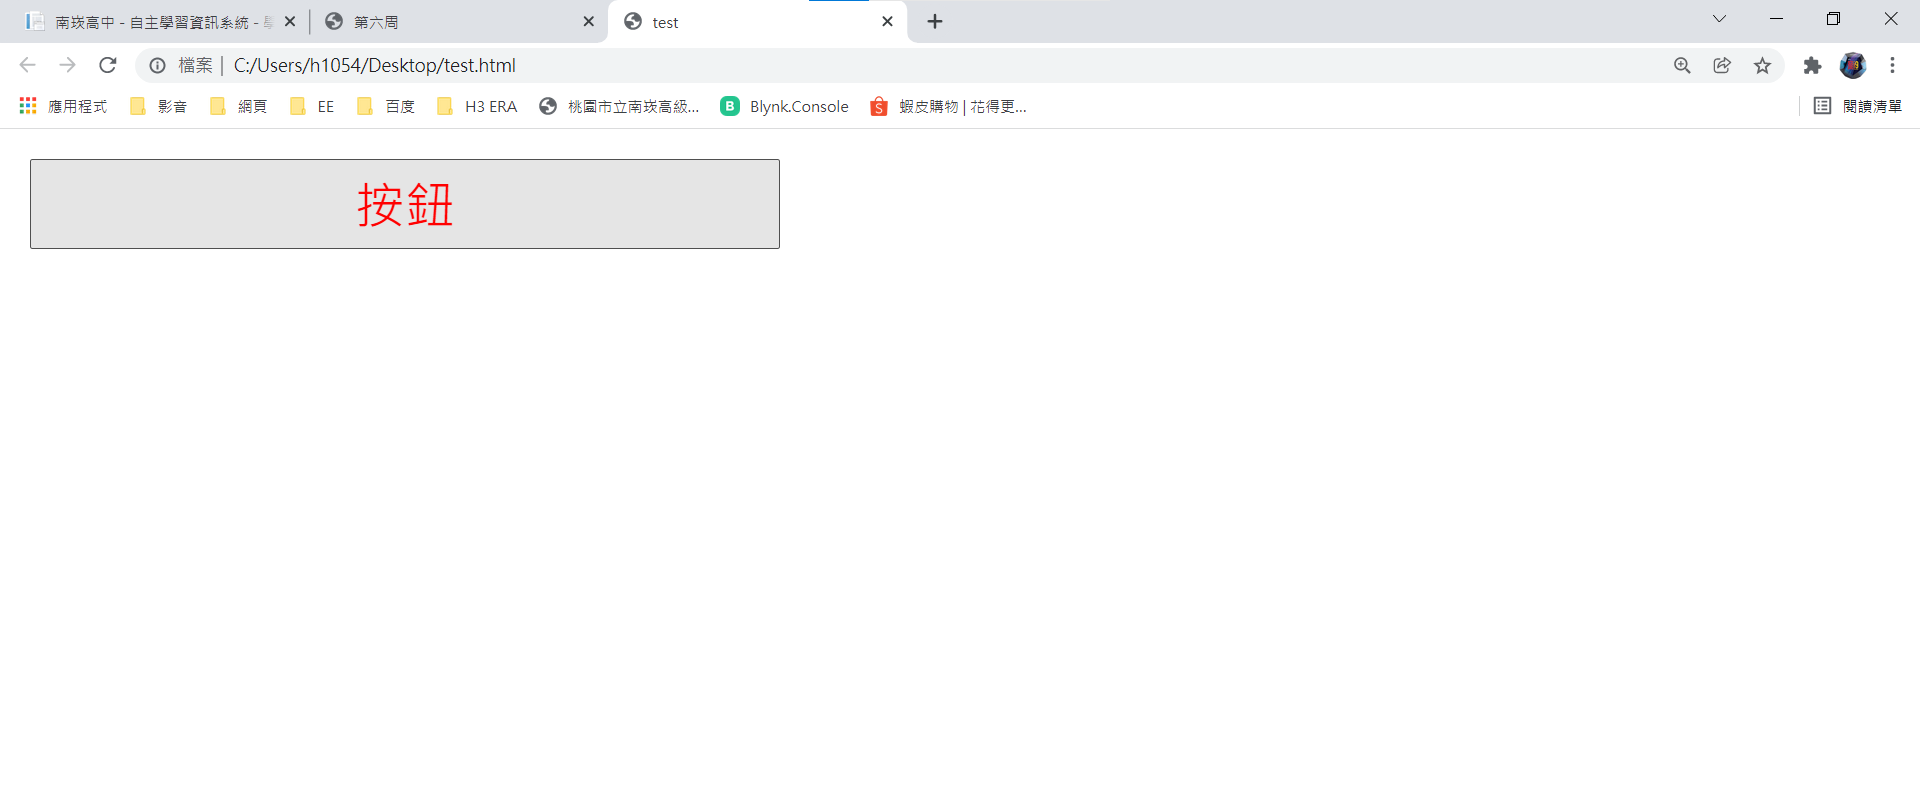 南崁高中 - 自主學習資訊系統 -
第六周
test
檔案
C:/Users/h1054/Desktop/test.html
應用程式
影音
網頁
EE
百度
H3 ERA
桃園市立南崁高級...
B
Blynk.Console
S
蝦皮購物 | 花得更...
閱讀清單
按鈕